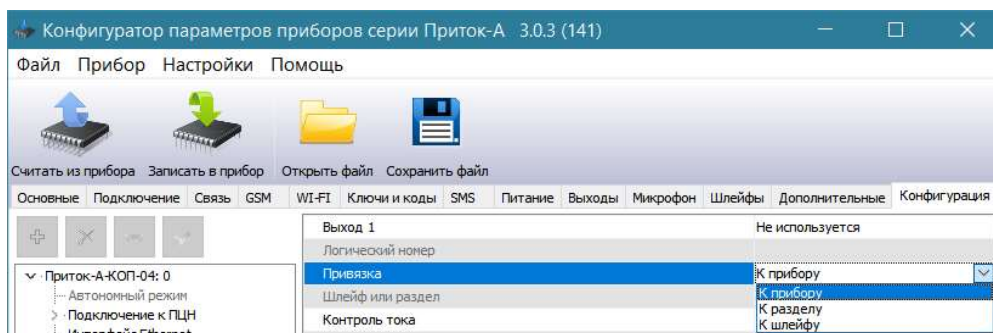 Конфигуратор параметров приборов серии Приток-А 3.0.3 (141)
Файл Прибор Настройки Помощь
Считать из прибора Записать в прибор Открыть файл Сохранить файл
Основные Подключение Связь GSM WI-FI Ключи и коды SMS Питание Выходы Микрофон Шлейфы Дополнительные Конфигурация
Выход 1 Не используется
Логический номер
Привязка К прибору
Приток-А-КОП-04: 0
Шлейф или раздел К прибору
Автономный режим
К разделу
Подключение к ПЦН Контроль тока К шлейфу
Интерфейс Ethernet